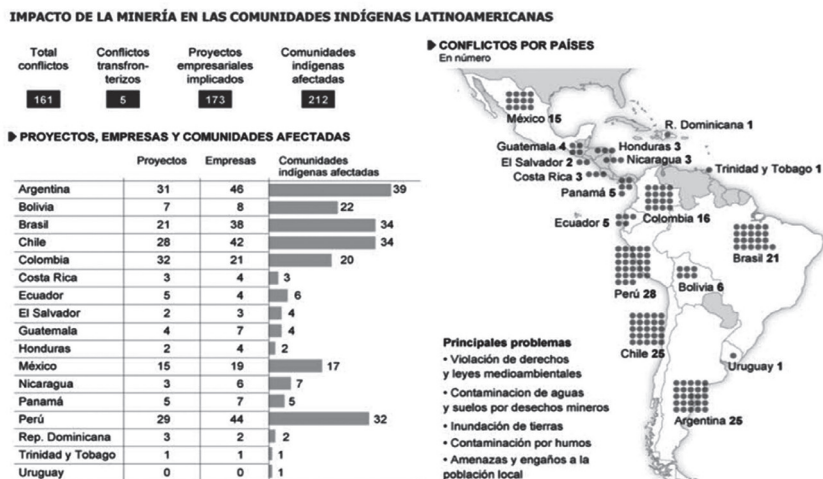 IMPACTO DE LA MINERÍA EN LAS COMUNIDADES INDÍGENAS LATINOAMERICANAS
Total
conflictos
161
Conflictos
transfron-
terizos
5
Proyectos
empresariales
implicados
173
Comunidades
indígenas
afectadas
212
PROYECTOS, EMPRESAS Y COMUNIDADES AFECTADAS
Proyectos Empresas Comunidades
indígenas afectadas
Argentina 31 46 39
Bolivia 7 8 22
Brasil 21 38 34
Chile 28 42 34
Colombia 32 21 20
Costa Rica 3 4 3
Ecuador 5 4 6
El Salvador 2 3 4
Guatemala 4 7 4
Honduras 2 4 2
México 15 19 17
Nicaragua 3 6 7
Panamá 5 7 5
Perú 29 44 32
Rep. Dominicana 3 2 2
Trinidad y Tobago 1 1 1
Uruguay 0 0 1
CONFLICTOS POR PAÍSES
En número
México 15
R. Dominicana 1
Guatemala 4
Honduras 3
El Salvador 2
Nicaragua 3
Costa Rica 3
Trinidad y Tobago 1
Panamá 5
Colombia 16
Ecuador 5
Brasil 21
Perú 28
Bolivia 6
Chile 25
Uruguay 1
Argentina 25
Principales problemas
• Violación de derechos
y leyes medioambientales
• Contaminacion de aguas
y suelos por desechos mineros
• Inundación de tierras
• Contaminación por humos
• Amenazas y engaños a la
población local